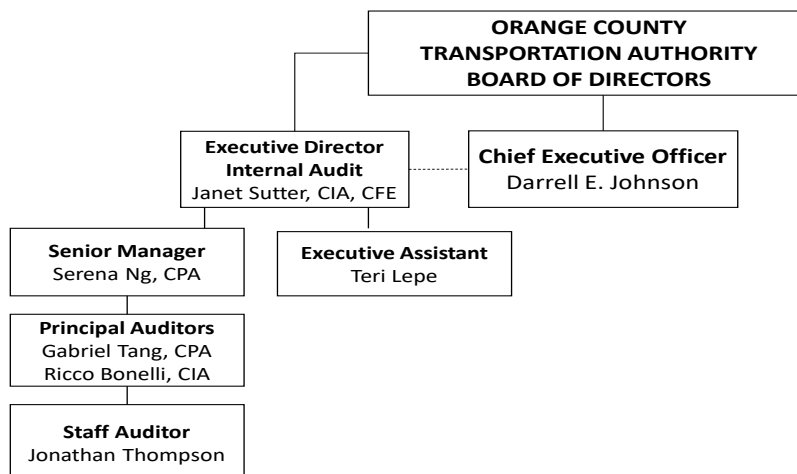 ORANGE COUNTY
TRANSPORTATION AUTHORITY
BOARD OF DIRECTORS
Executive Director
Internal Audit
Janet Sutter, CIA, CFE
Chief Executive Officer
Darrell E. Johnson
Senior Manager
Serena Ng, CPA
Executive Assistant
Teri Lepe
Principal Auditors
Gabriel Tang, CPA
Ricco Bonelli, CIA
Staff Auditor
Jonathan Thompson